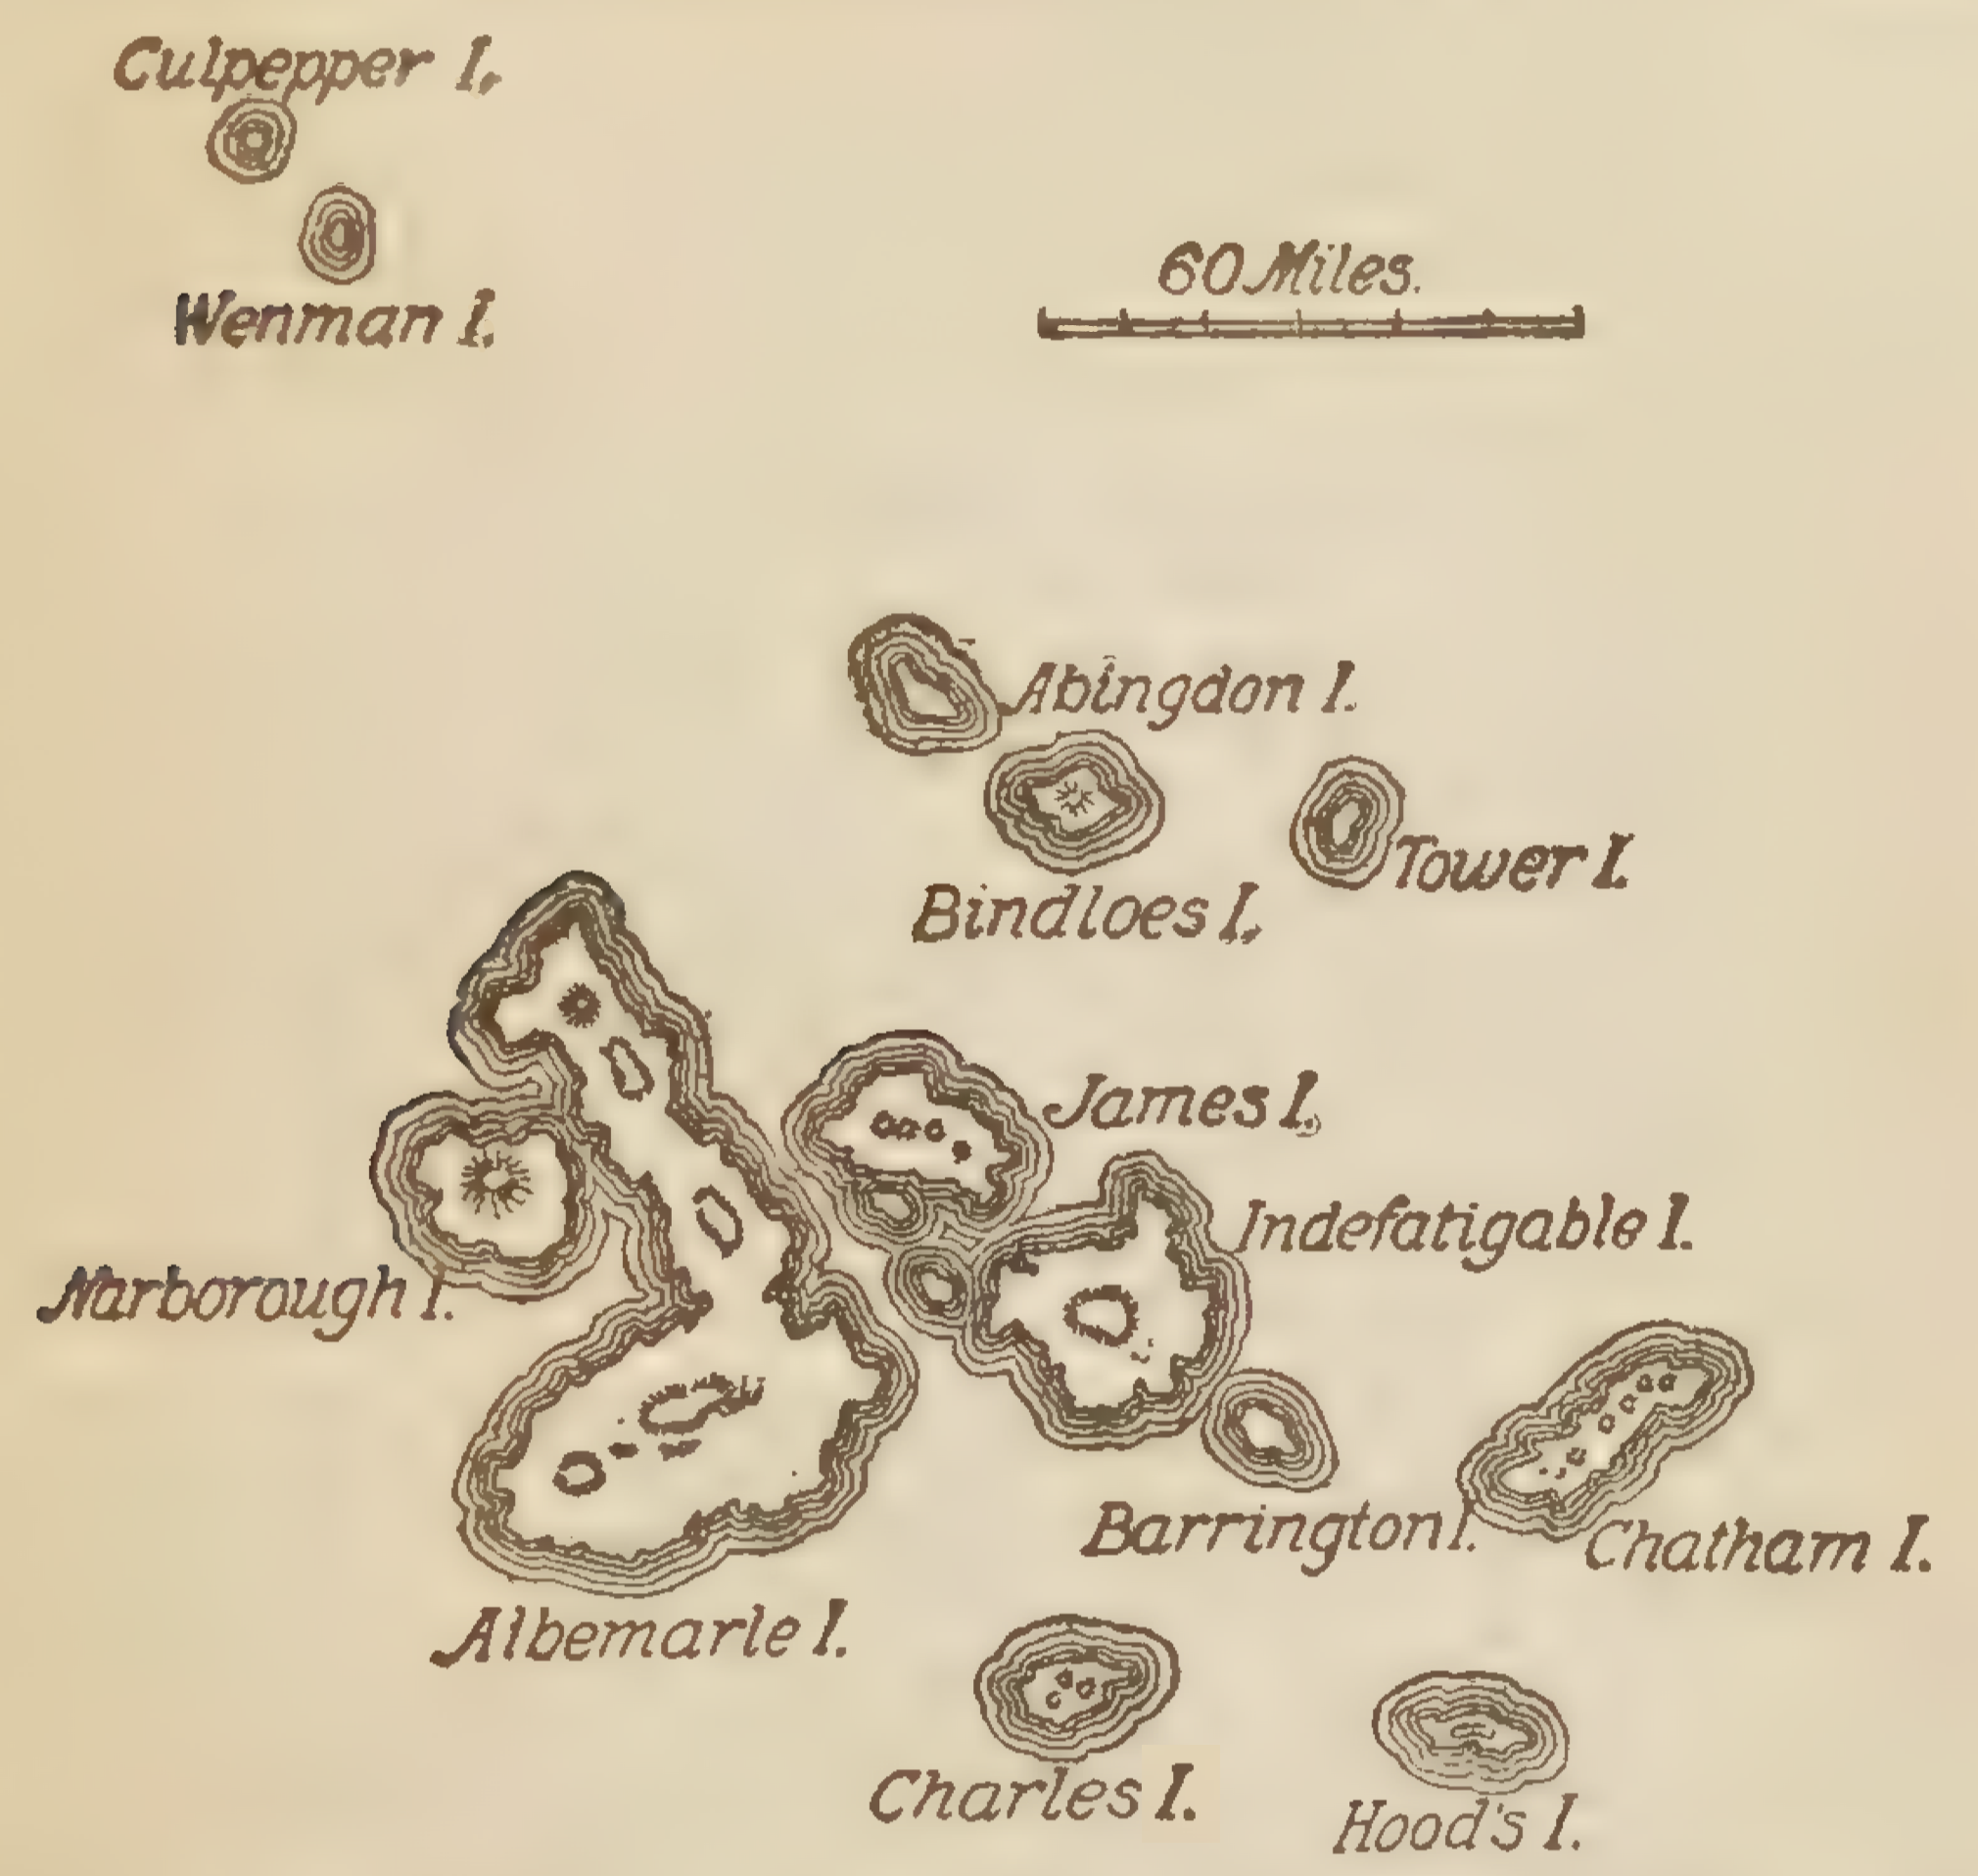 Culpepper I.
Wenman I.
60 Miles.
Abingdon I.
Bindloes I.
Tower I.
James I.
Indefatigable I.
Narborough I.
Barrington I.
Chatham I.
Albemarle I.
Charles I.
Hood's I.